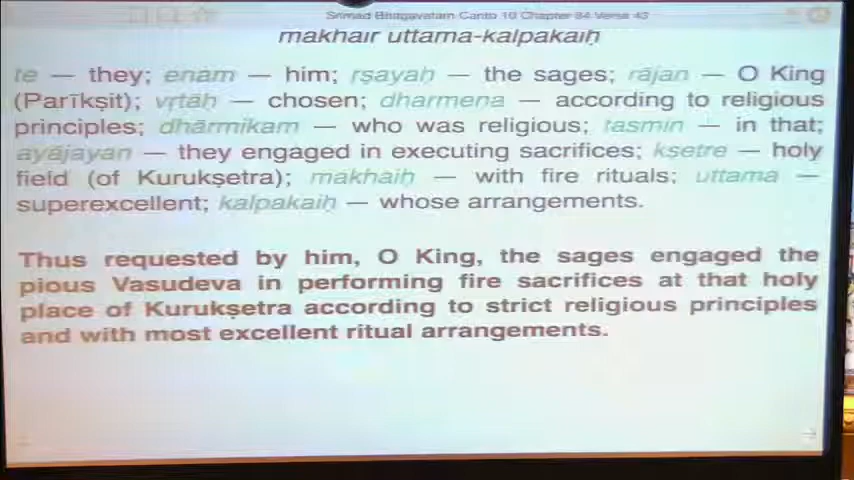 Srimad Bhagavatam Canto 10 Chapter 84 Verse 43
makhair uttama-kalpakaiḥ
te — they; enam — him; ṛṣayaḥ — the sages; rājan — O King
(Parīkṣit); vṛtāḥ — chosen; dharmeṇa — according to religious
principles; dhārmikam — who was religious; tasmin — in that;
ayājayan — they engaged in executing sacrifices; kṣetre — holy
field (of Kurukṣetra); makhaiḥ — with fire rituals; uttama —
superexcellent; kalpakaiḥ — whose arrangements.
Thus requested by him, O King, the sages engaged the
pious Vasudeva in performing fire sacrifices at that holy
place of Kurukṣetra according to strict religious principles
and with most excellent ritual arrangements.